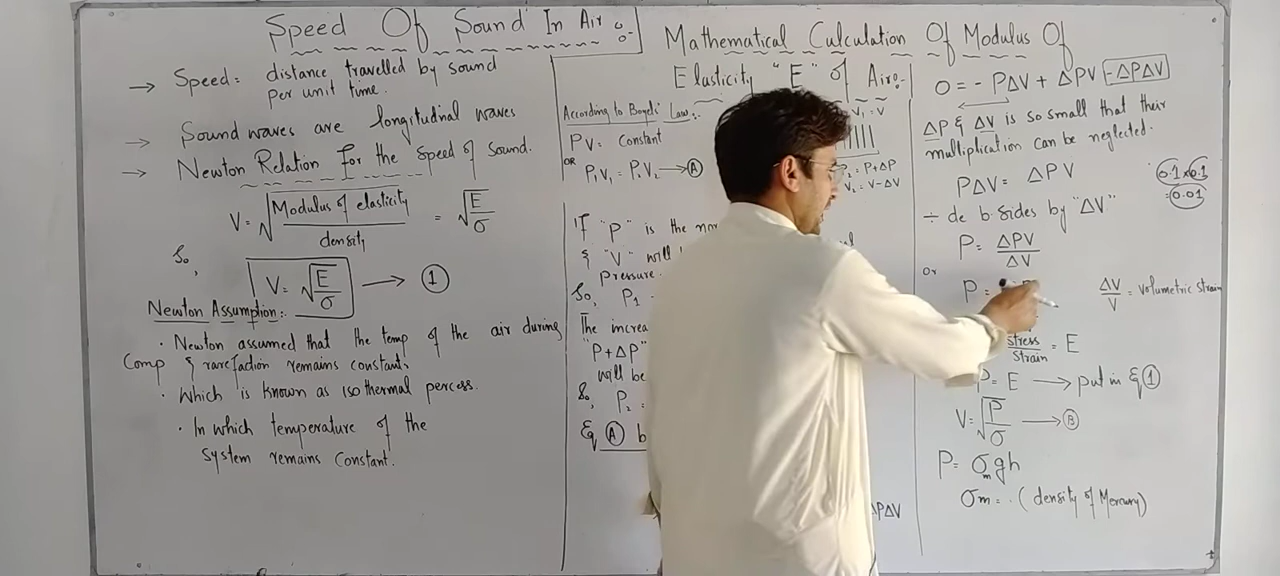 Speed Of Sound In Air :-
→ Speed: distance travelled by sound
per unit time.
→ Sound waves are longitudinal waves
→ Newton Relation For the Speed of Sound.
V = √Modulus of elasticity / density = √E/σ
So,
V = √E/σ → ①
Newton Assumption:-
· Newton assumed that the temp of the air during
Comp & rarefaction remains constant.
· Which is known as isothermal percess.
· In which temperature of the
system remains Constant.
Mathematical Calculation Of Modulus Of
Elasticity "E" of Air:-
According to Boyel's Law:-
PV = Constant
OR
P₁V₁ = P₂V₂ → Ⓐ
V₁ = V
= P+ΔP
V₂ = V-ΔV
If "P" is the
& "V" will
Pressure.
So, P₁
The increa
"P+ΔP"
will be
So, P₂ =
Eq Ⓐ b
ΔPΔV
0 = - PΔV + ΔPV -ΔPΔV
ΔP & ΔV is so small that their
multiplication can be neglected.
PΔV = ΔPV
0.1×0.1
=0.01
÷ de b·sides by "ΔV"
P = ΔPV / ΔV
Or
P =
ΔV/V = Volumetric Strain
stress/Strain = E
P = E → put in Eq ①
V = √P/σ → Ⓑ
P = σₘgh
σm = (density of Mercury)